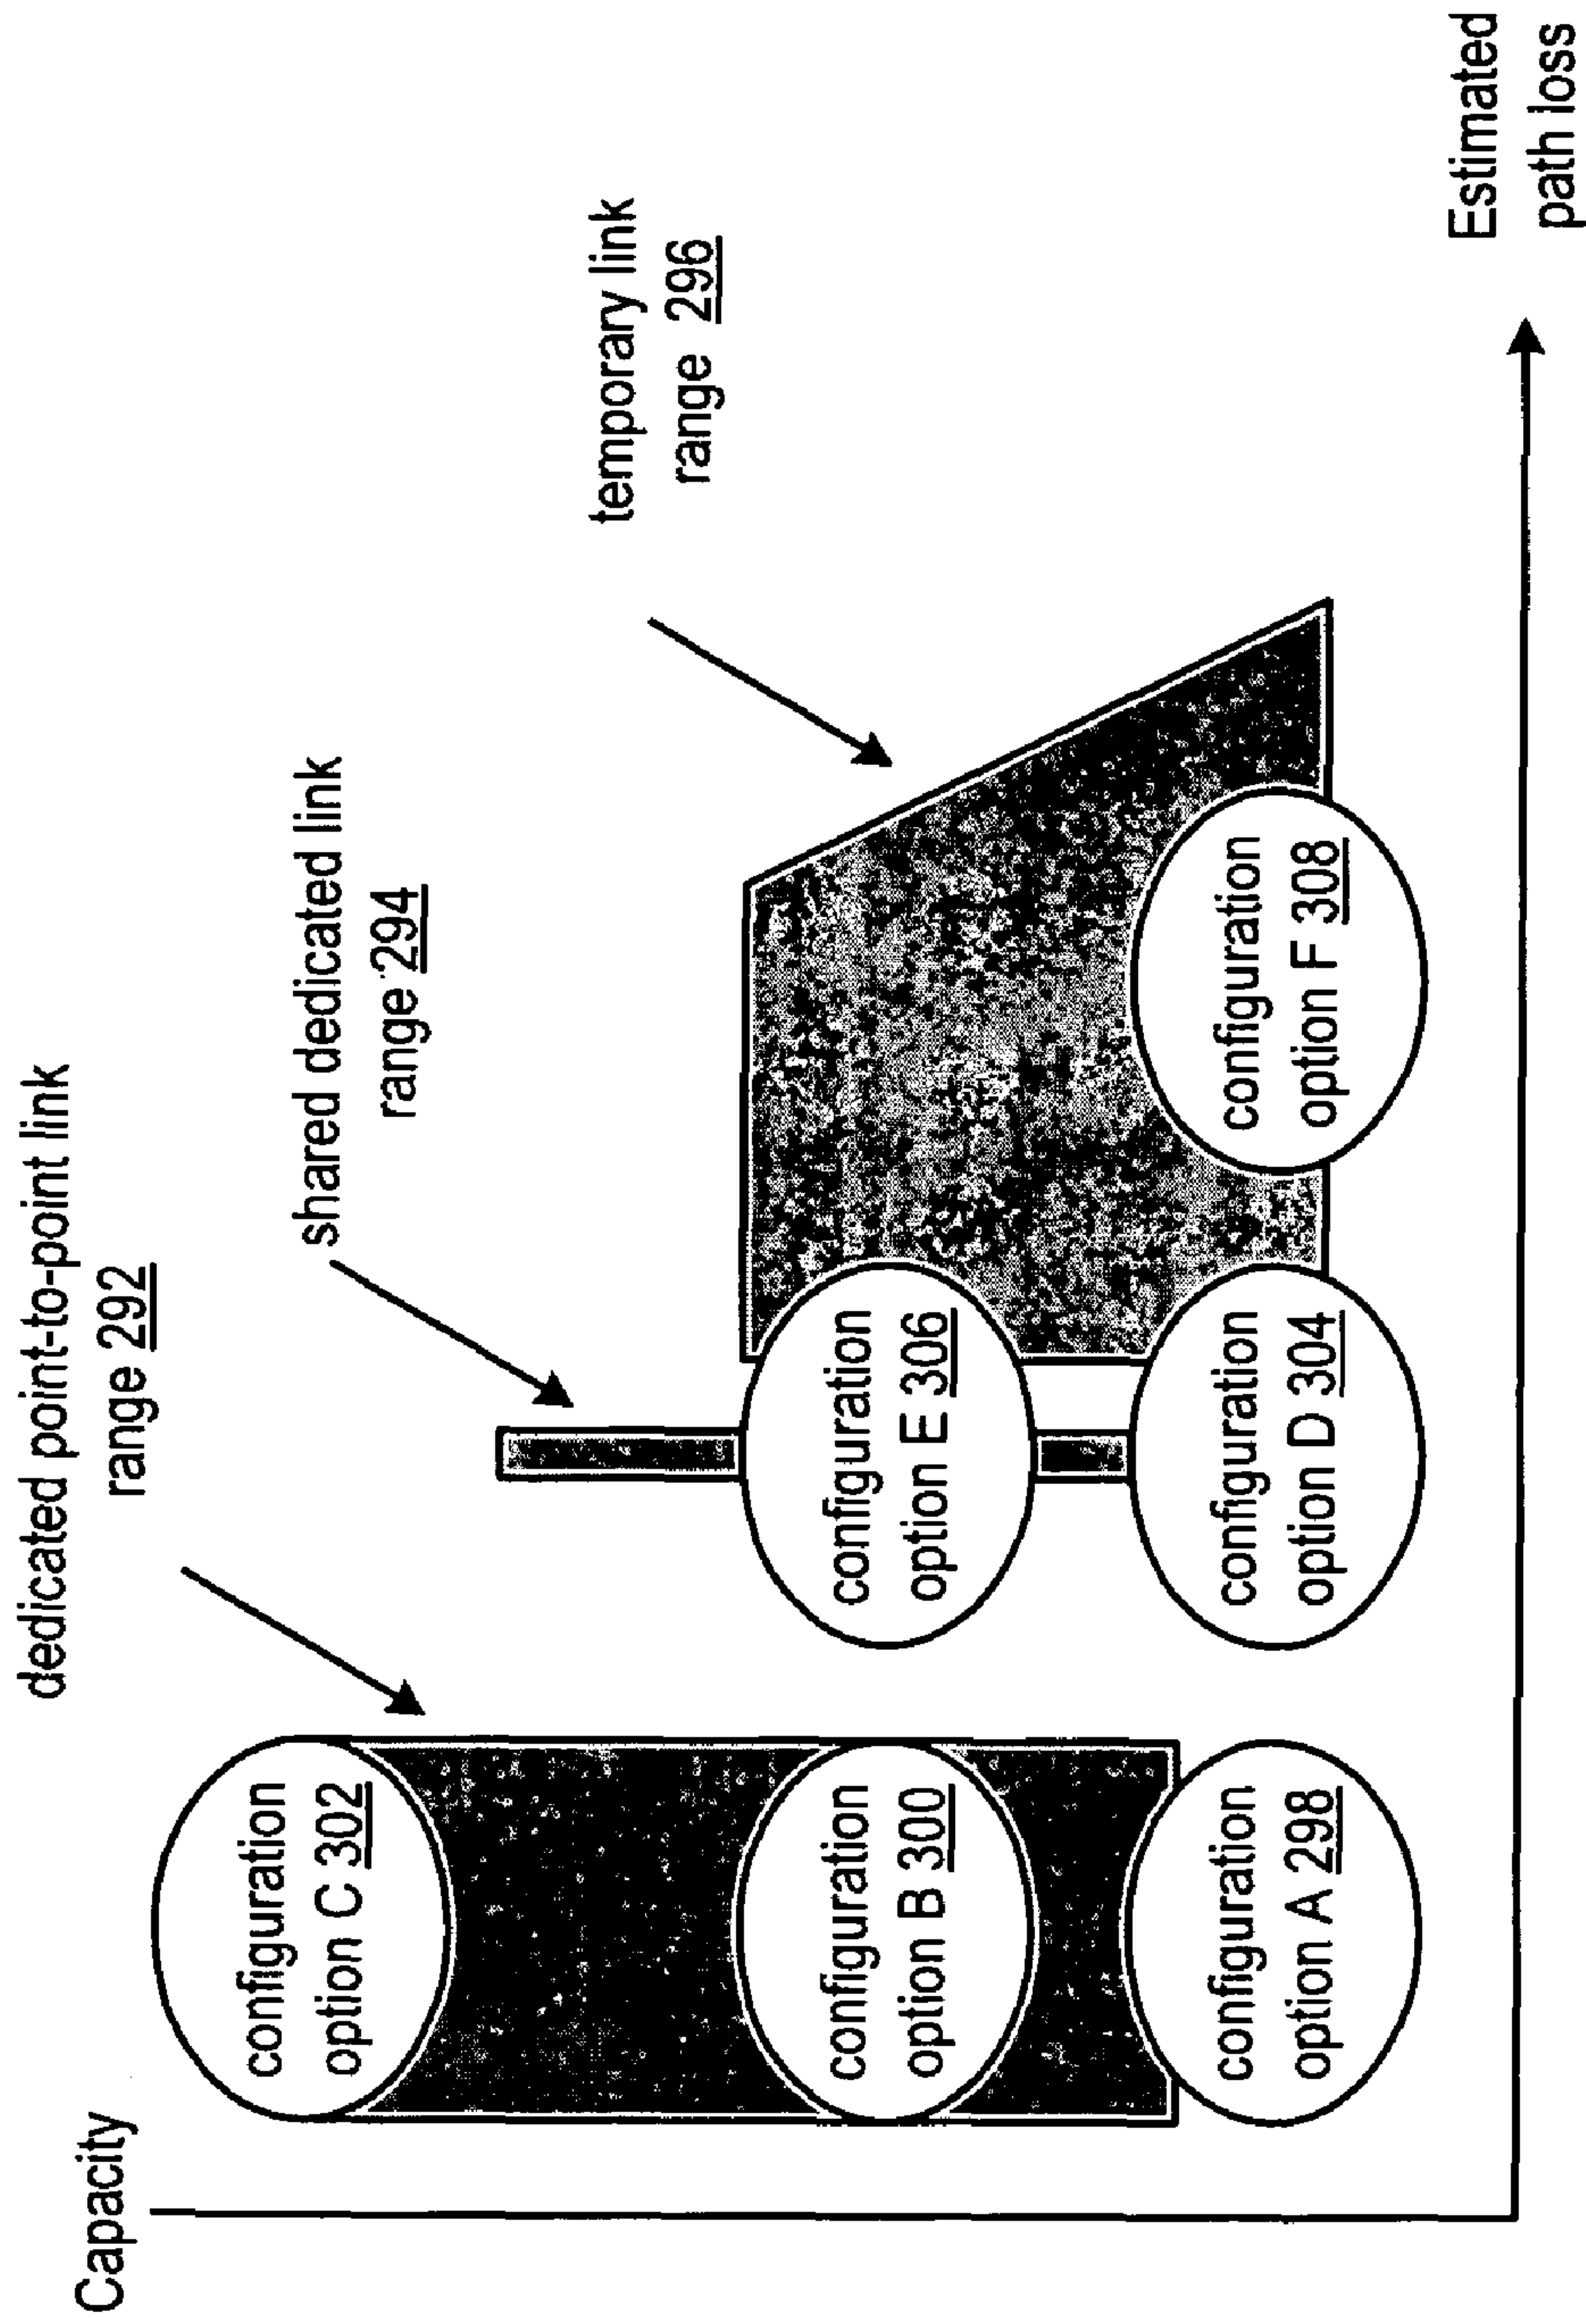 Capacity
dedicated point-to-point link
range 292
shared dedicated link
range 294
temporary link
range 296
configuration
option C 302
configuration
option B 300
configuration
option A 298
configuration
option E 306
configuration
option D 304
configuration
option F 308
Estimated
path loss